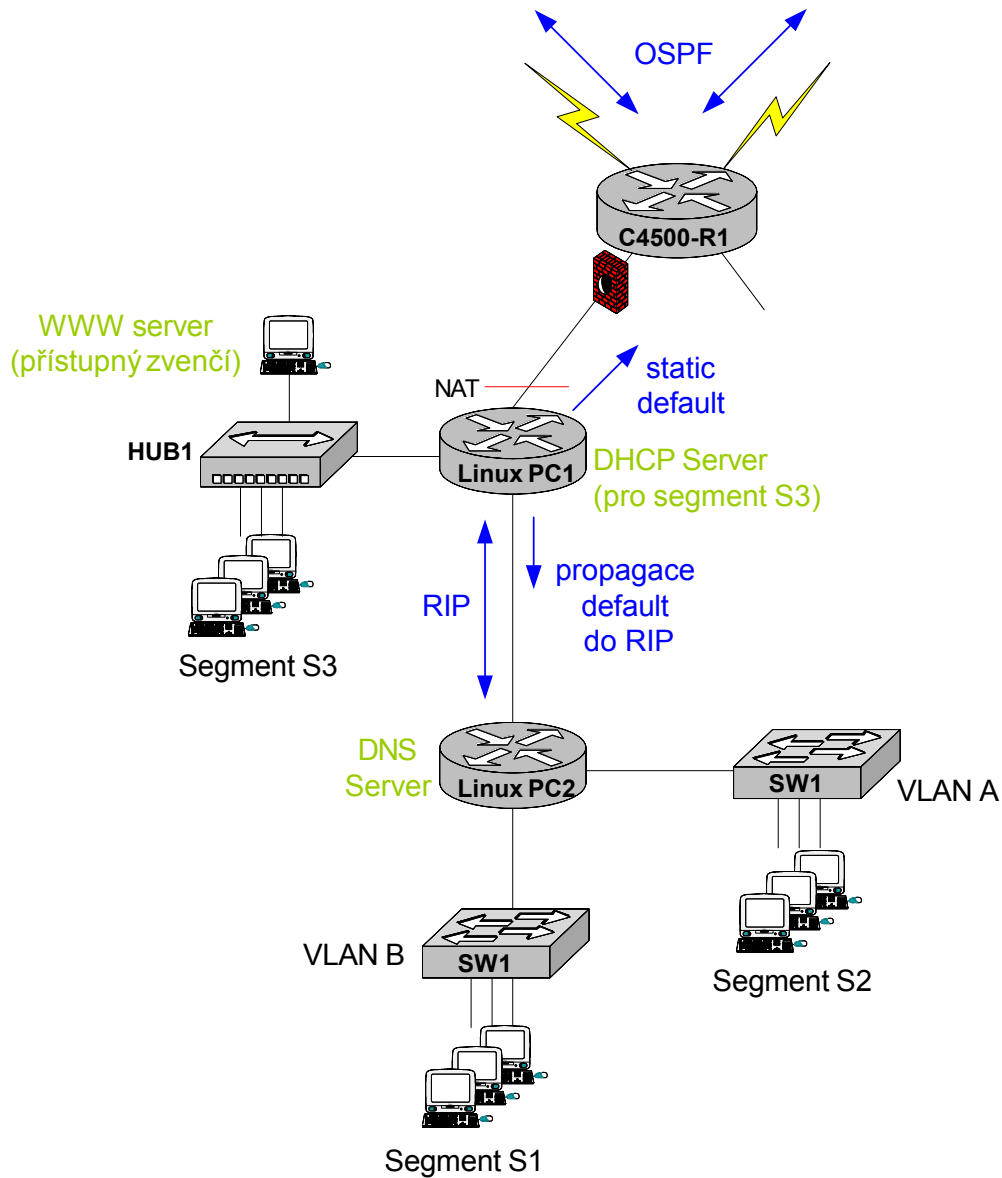 OSPF
C4500-R1
WWW server
(přístupný zvenčí)
NAT
static
default
HUB1
Linux PC1
DHCP Server
(pro segment S3)
RIP
propagace
default
do RIP
Segment S3
DNS
Server
Linux PC2
SW1
VLAN A
VLAN B
SW1
Segment S2
Segment S1